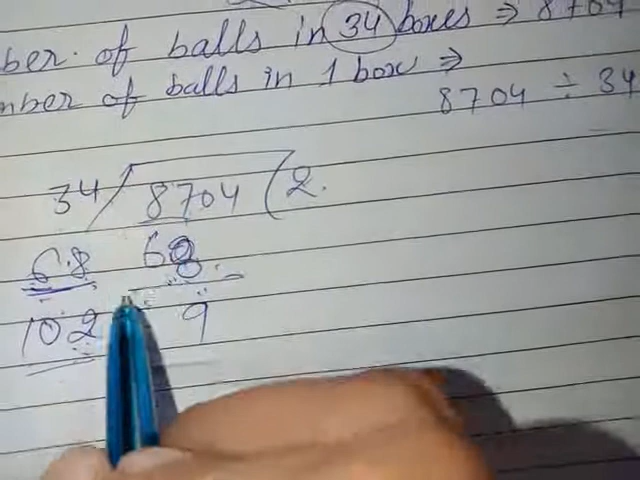 ber. of balls in 34 boxes ⇒ 8704
mber of balls in 1 box ⇒
8704 ÷ 34
34 8704 ( 2.
68 68
102 9